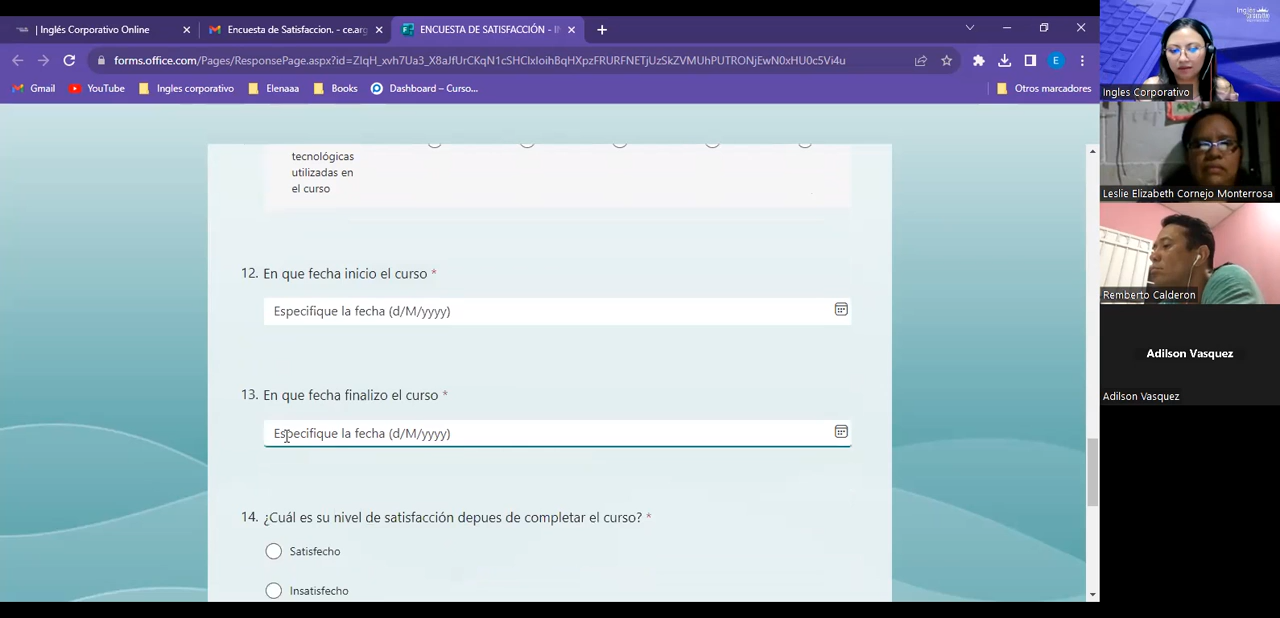 | Inglés Corporativo Online
Encuesta de Satisfaccion. - ce.arg
ENCUESTA DE SATISFACCIÓN - I
forms.office.com/Pages/ResponsePage.aspx?id=ZIqH_xvh7Ua3_X8aJfUrCKqN1cSHCIxIoihBqHXpzFRURFNETjUzSkZVMUhPUTRONjEwN0xHU0c5Vi4u
E
Gmail
YouTube
Ingles corporativo
Elenaaa
Books
Dashboard – Curso...
Otros marcadores
tecnológicas
utilizadas en
el curso
12. En que fecha inicio el curso *
Especifique la fecha (d/M/yyyy)
13. En que fecha finalizo el curso *
Especifique la fecha (d/M/yyyy)
14. ¿Cuál es su nivel de satisfacción depues de completar el curso? *
Satisfecho
Insatisfecho
Ingles
Ingles Corporativo
Leslie Elizabeth Cornejo Monterrosa
Remberto Calderon
Adilson Vasquez
Adilson Vasquez